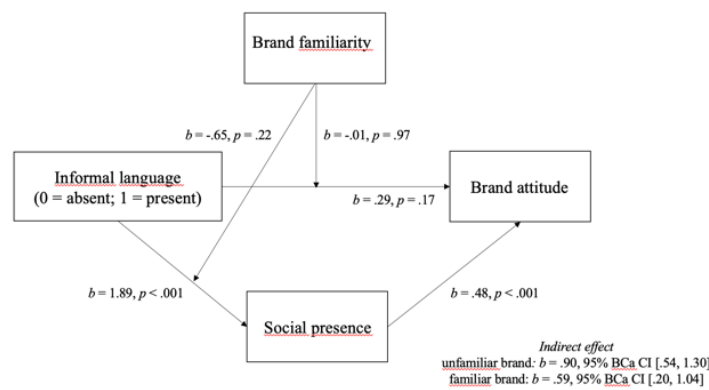 Brand familiarity
b = -.65, p = .22
b = -.01, p = .97
Informal language
(0 = absent; 1 = present)
Brand attitude
b = .29, p = .17
b = 1.89, p < .001
b = .48, p < .001
Social presence
Indirect effect
unfamiliar brand: b = .90, 95% BCa CI [.54, 1.30]
familiar brand: b = .59, 95% BCa CI [.20, 1.04]